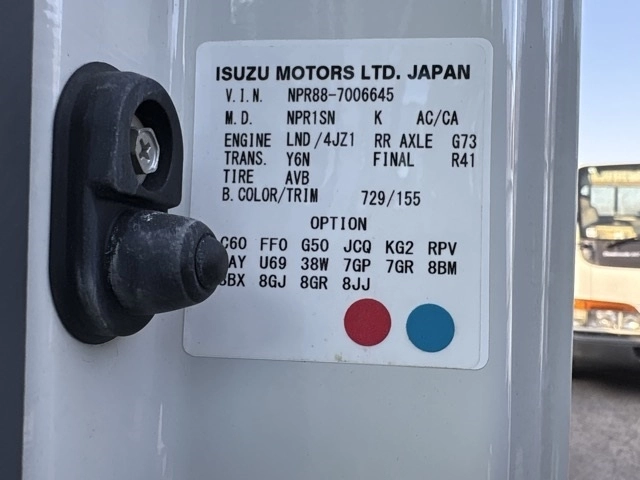 ISUZU MOTORS LTD. JAPAN
V.I.N. NPR88-7006645
M.D. NPR1SN K AC/CA
ENGINE LND/4JZ1 RR AXLE G73
TRANS. Y6N FINAL R41
TIRE AVB
B.COLOR/TRIM 729/155
OPTION
C60 FF0 G50 JCQ KG2 RPV
U69 38W 7GP 7GR 8BM
8GJ 8GR 8JJ